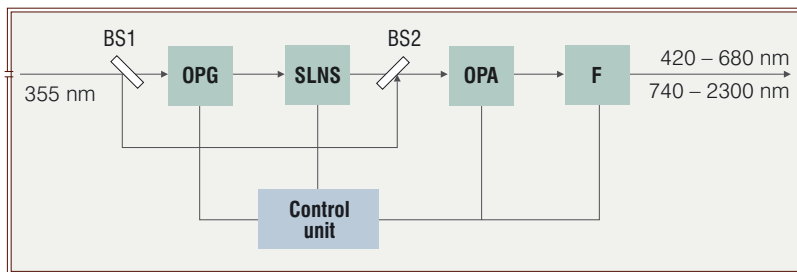 BS1
BS2
355 nm
OPG
SLNS
OPA
F
420 – 680 nm
740 – 2300 nm
Control
unit